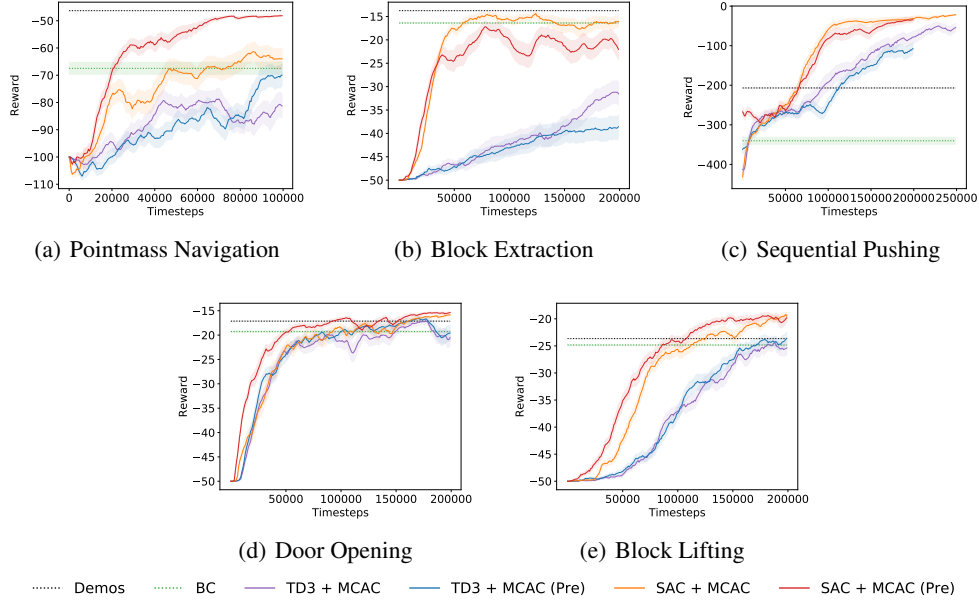 −50
−60
−70
−80
−90
−100
−110
Reward
0 20000 40000 60000 80000 100000
Timesteps
(a) Pointmass Navigation
−15
−20
−25
−30
−35
−40
−45
−50
Reward
50000 100000 150000 200000
Timesteps
(b) Block Extraction
0
−100
−200
−300
−400
Reward
50000 100000 150000 200000 250000
Timesteps
(c) Sequential Pushing
−15
−20
−25
−30
−35
−40
−45
−50
Reward
50000 100000 150000 200000
Timesteps
(d) Door Opening
−20
−25
−30
−35
−40
−45
−50
Reward
50000 100000 150000 200000
Timesteps
(e) Block Lifting
Demos BC TD3 + MCAC TD3 + MCAC (Pre) SAC + MCAC SAC + MCAC (Pre)